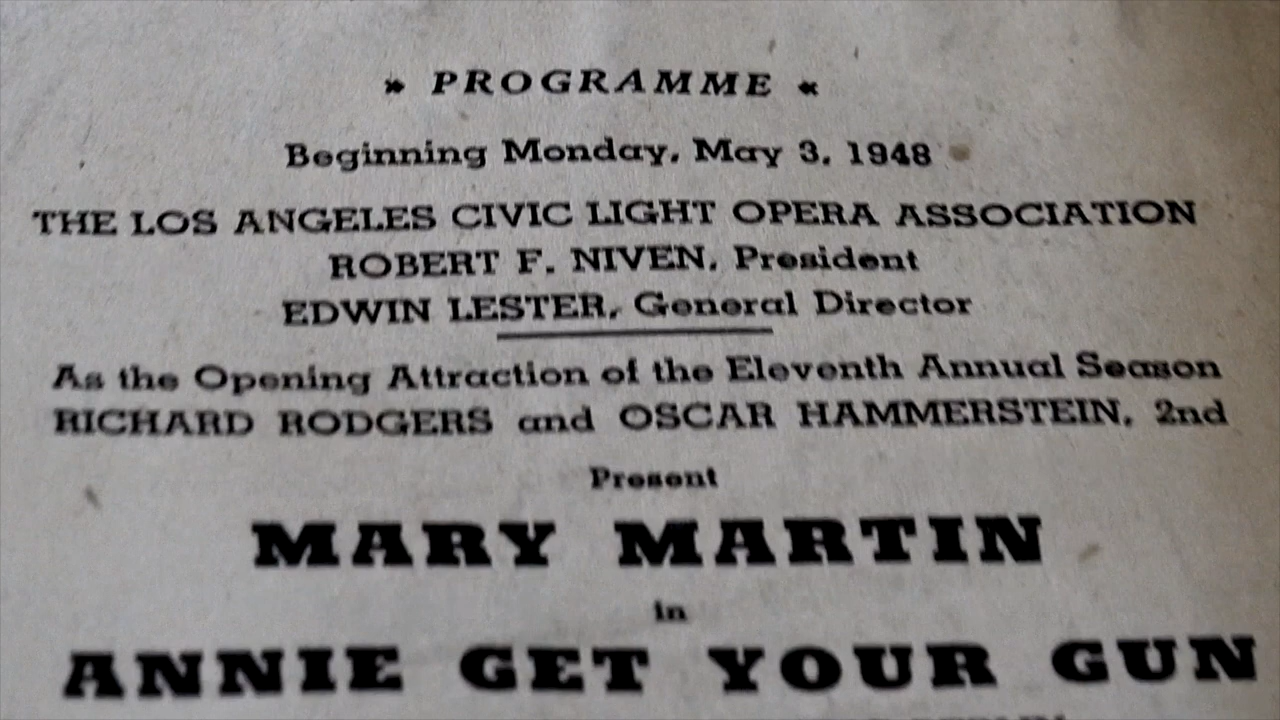 PROGRAMME
Beginning Monday, May 3, 1948
THE LOS ANGELES CIVIC LIGHT OPERA ASSOCIATION
ROBERT F. NIVEN, President
EDWIN LESTER, General Director
As the Opening Attraction of the Eleventh Annual Season
RICHARD RODGERS and OSCAR HAMMERSTEIN, 2nd
Present
MARY MARTIN
in
ANNIE GET YOUR GUN